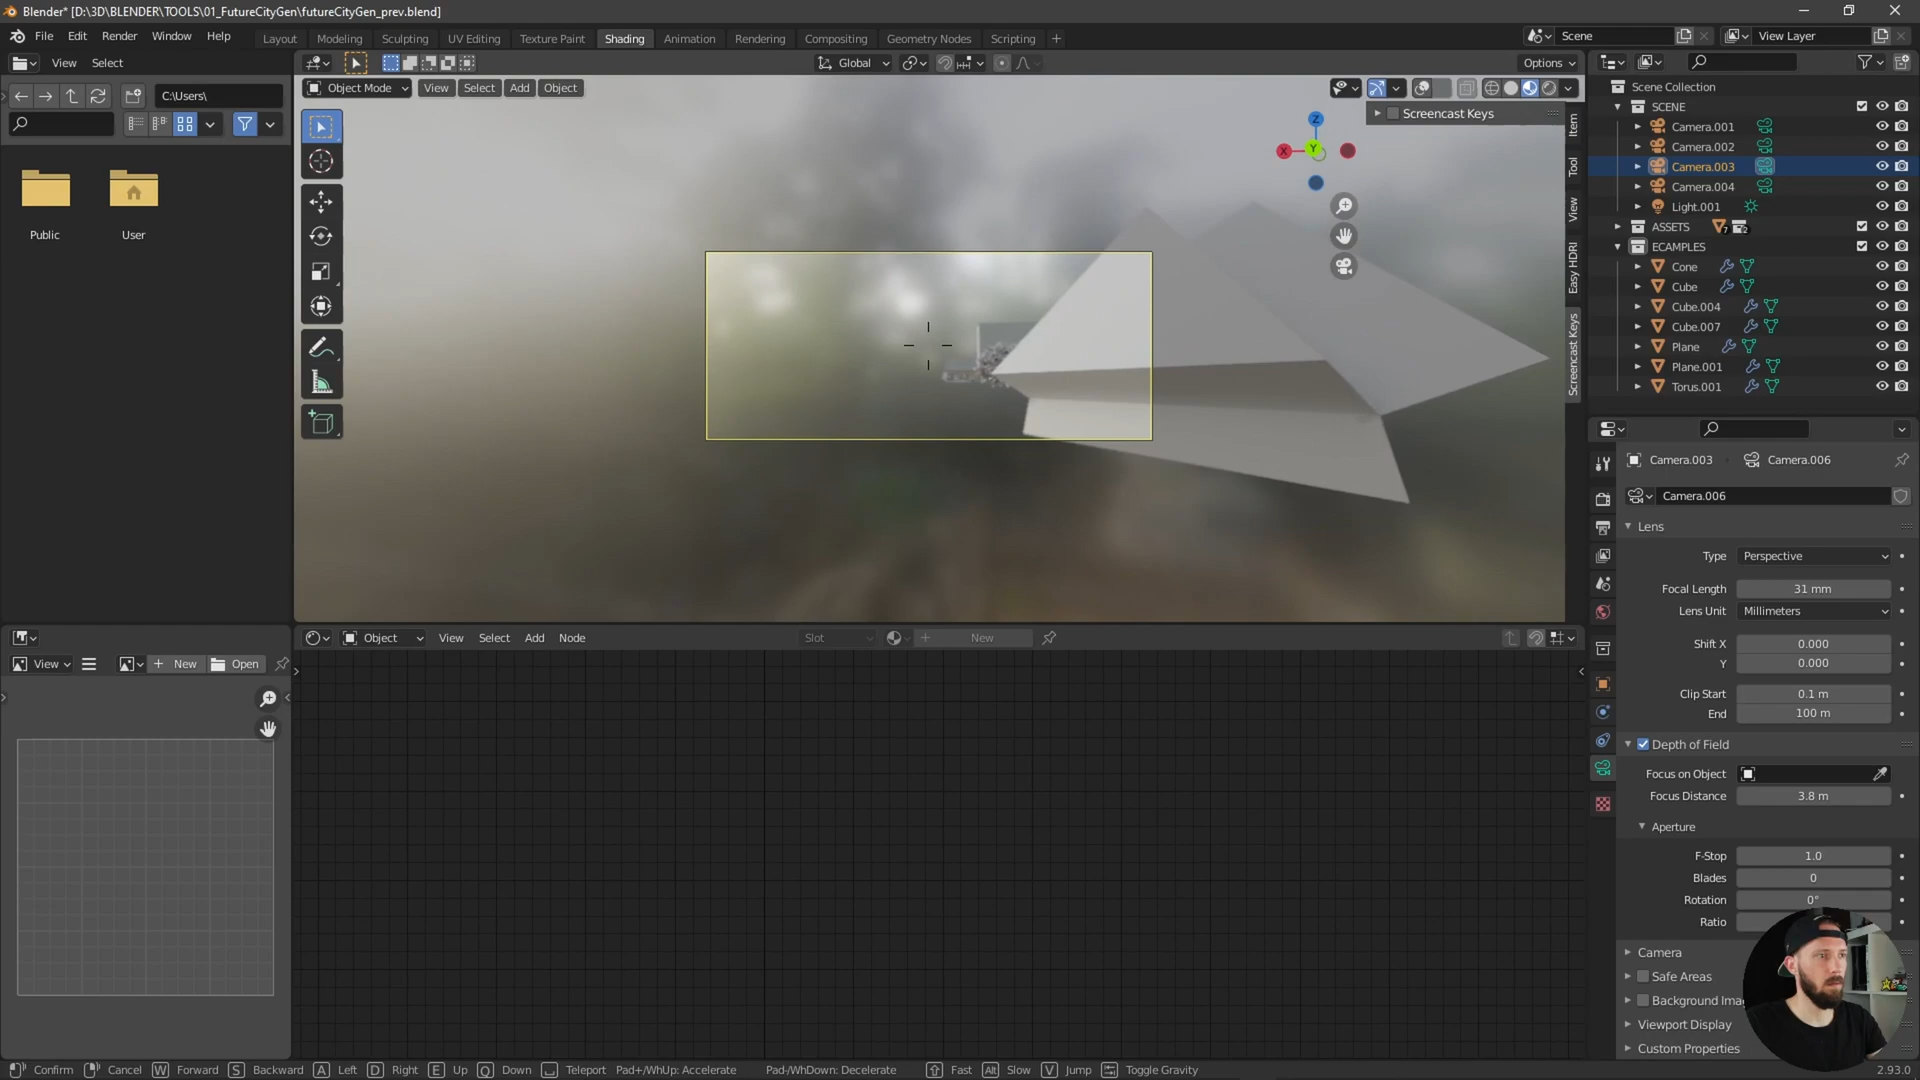 Blender* [D:\3D\BLENDER\TOOLS\01_FutureCityGen\futureCityGen_prev.blend]
File Edit Render Window Help
Layout Modeling Sculpting UV Editing Texture Paint Shading Animation Rendering Compositing Geometry Nodes Scripting +
Scene
View Layer
View Select
Global
Options
C:\Users\
Object Mode View Select Add Object
Screencast Keys
Public
User
X
Y
Z
Item
Tool
View
Easy HDRI
Screencast Keys
Scene Collection
SCENE
Camera.001
Camera.002
Camera.003
Camera.004
Light.001
ASSETS 7 2
ECAMPLES
Cone
Cube
Cube.004
Cube.007
Plane
Plane.001
Torus.001
Camera.003 Camera.006
Camera.006
Lens
Type Perspective
Focal Length 31 mm
Lens Unit Millimeters
Shift X 0.000
Y 0.000
Clip Start 0.1 m
End 100 m
Depth of Field
Focus on Object
Focus Distance 3.8 m
Aperture
F-Stop 1.0
Blades 0
Rotation 0°
Ratio
Camera
Safe Areas
Background Ima
Viewport Display
Custom Properties
Object View Select Add Node
Slot
New
View
New
Open
Confirm Cancel W Forward S Backward A Left D Right E Up Q Down Teleport Pad+/WhUp: Accelerate Pad-/WhDown: Decelerate Fast Alt Slow V Jump Toggle Gravity
2.93.0